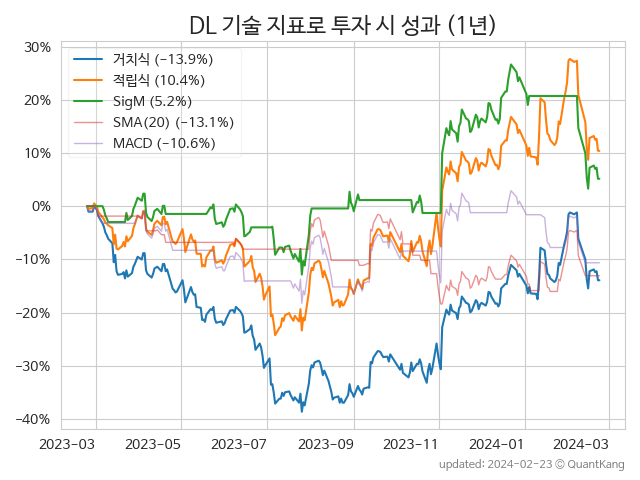 DL 기술 지표로 투자 시 성과 (1년)
30%
20%
10%
0%
−10%
−20%
−30%
−40%
거치식 (−13.9%)
적립식 (10.4%)
SigM (5.2%)
SMA(20) (−13.1%)
MACD (−10.6%)
2023-03
2023-05
2023-07
2023-09
2023-11
2024-01
2024-03
updated: 2024-02-23 ⓒ QuantKang